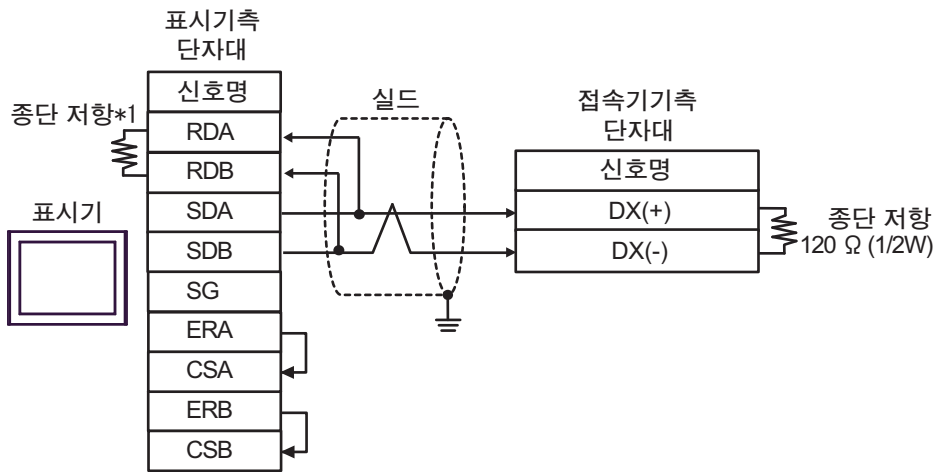 표시기측
단자대
신호명
종단 저항*1
RDA
RDB
SDA
SDB
SG
ERA
CSA
ERB
CSB
표시기
실드
접속기기측
단자대
신호명
DX(+)
DX(-)
종단 저항
120 Ω (1/2W)